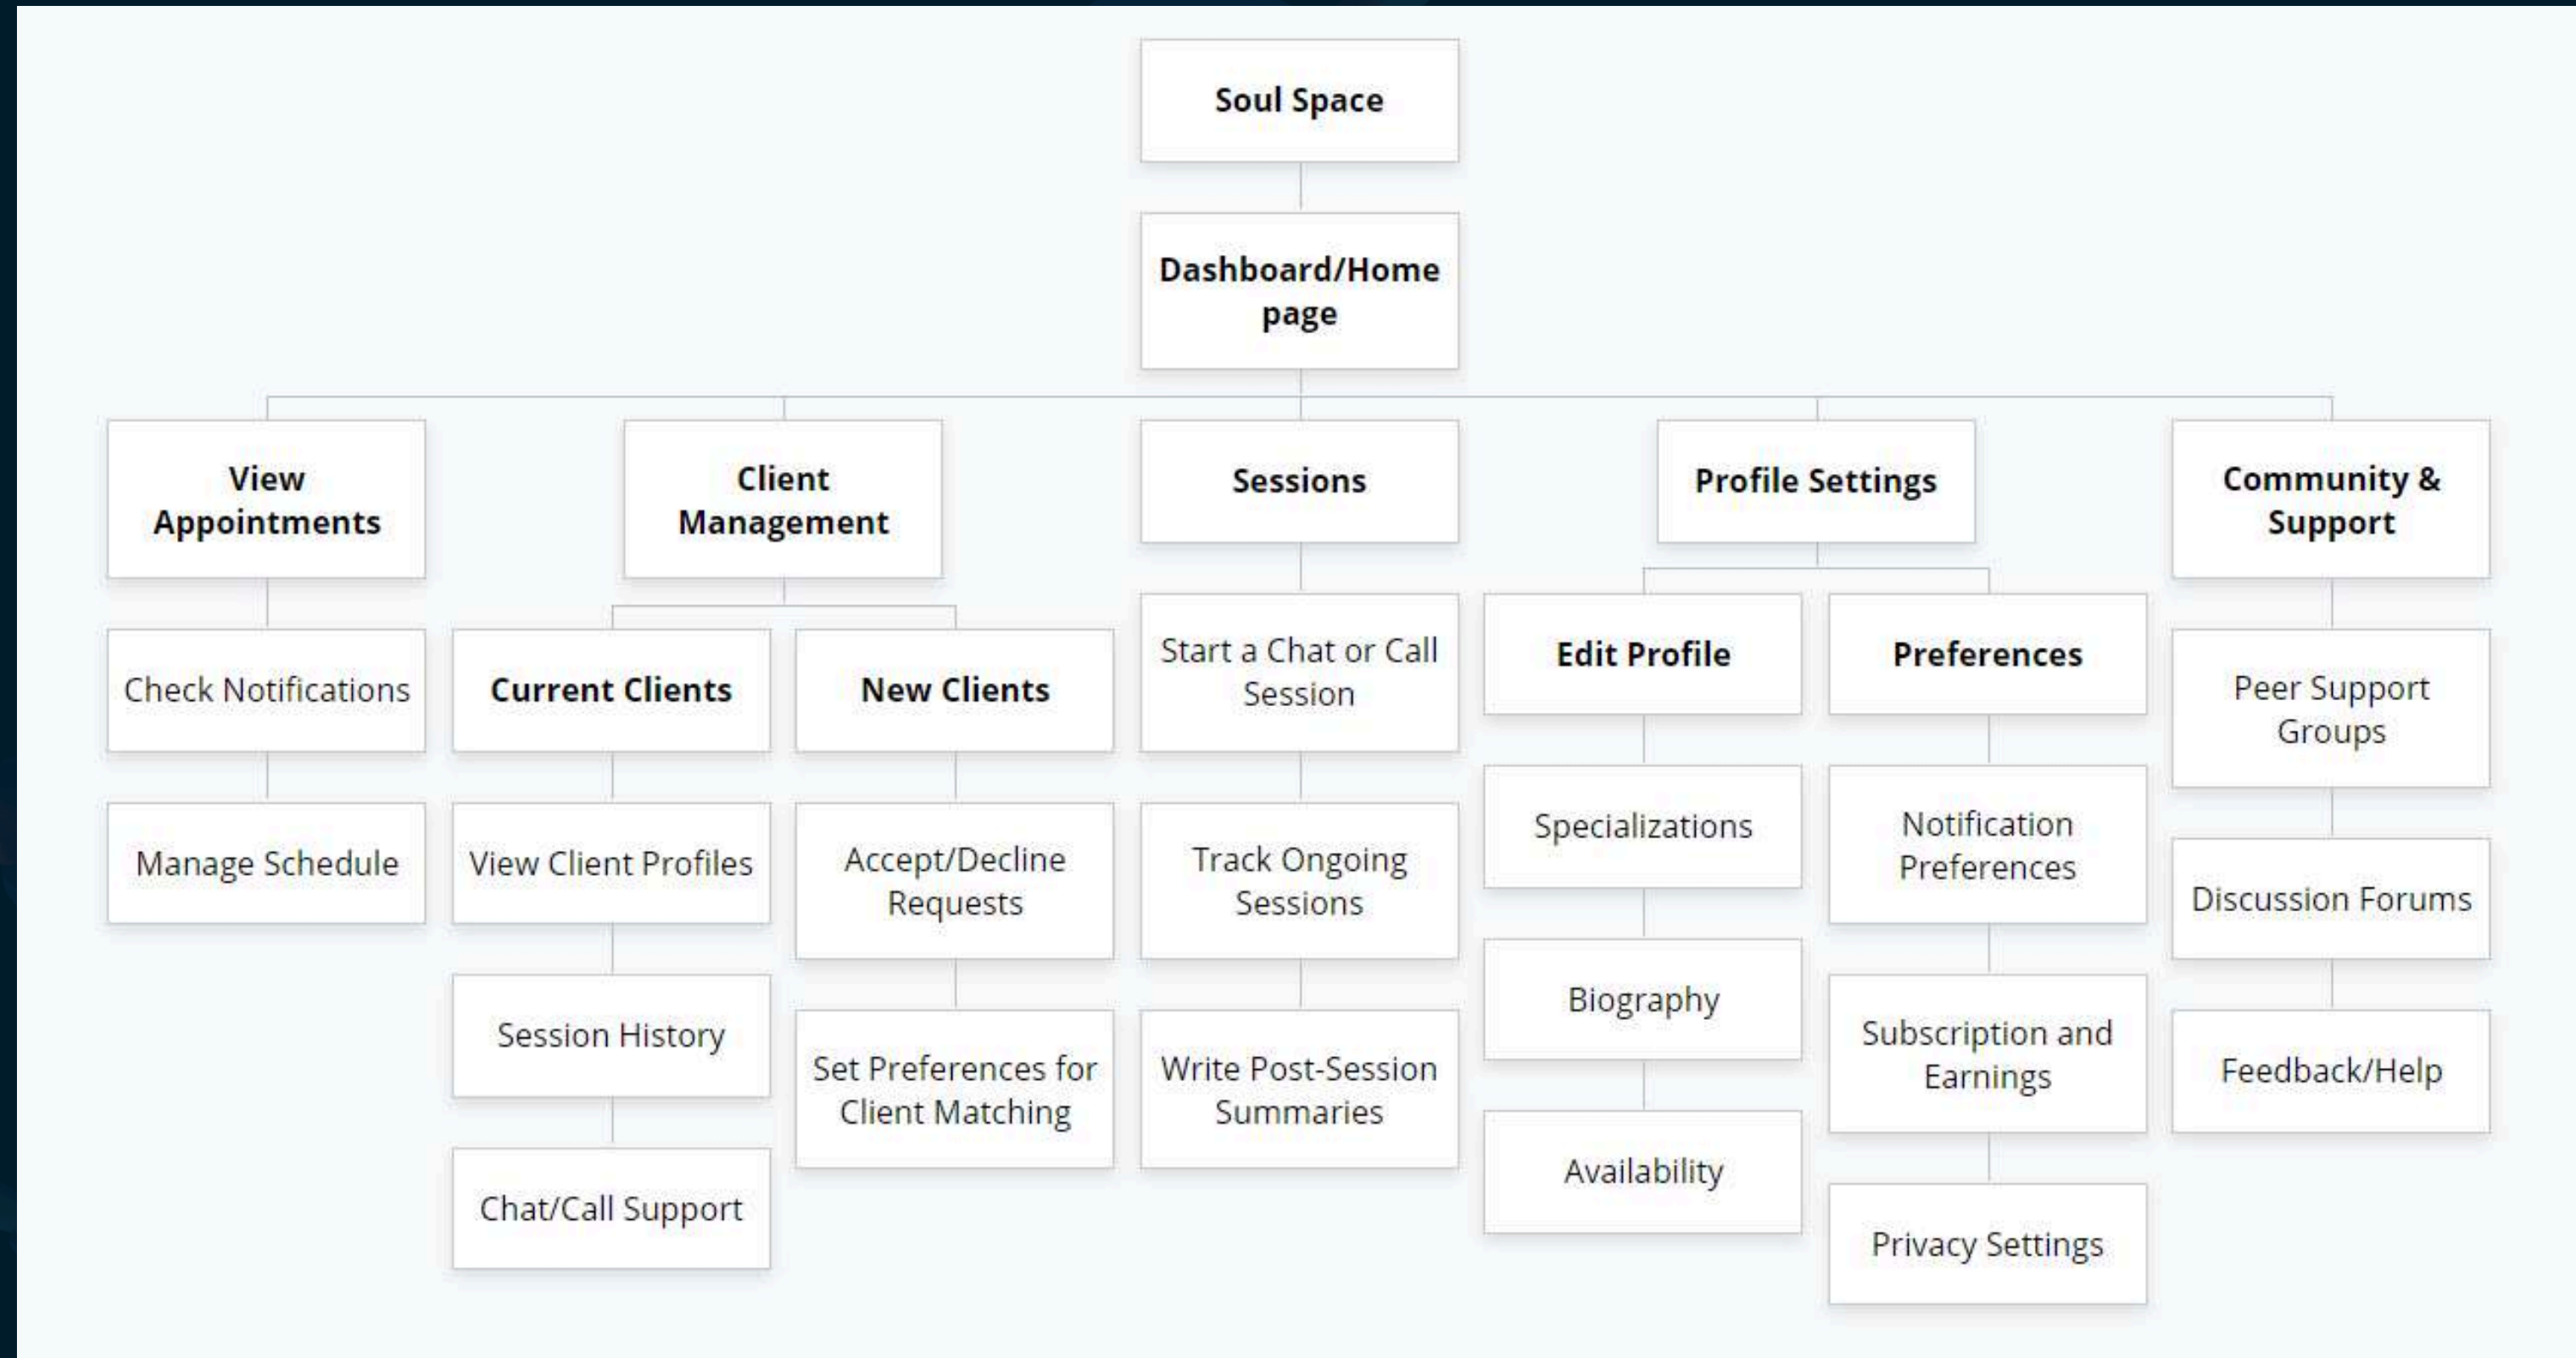 Soul Space
Dashboard/Home
page
View
Appointments
Check Notifications
Manage Schedule
Client
Management
Current Clients
View Client Profiles
Session History
Chat/Call Support
New Clients
Accept/Decline
Requests
Set Preferences for
Client Matching
Sessions
Start a Chat or Call
Session
Track Ongoing
Sessions
Write Post-Session
Summaries
Profile Settings
Edit Profile
Specializations
Biography
Availability
Preferences
Notification
Preferences
Subscription and
Earnings
Privacy Settings
Community &
Support
Peer Support
Groups
Discussion Forums
Feedback/Help